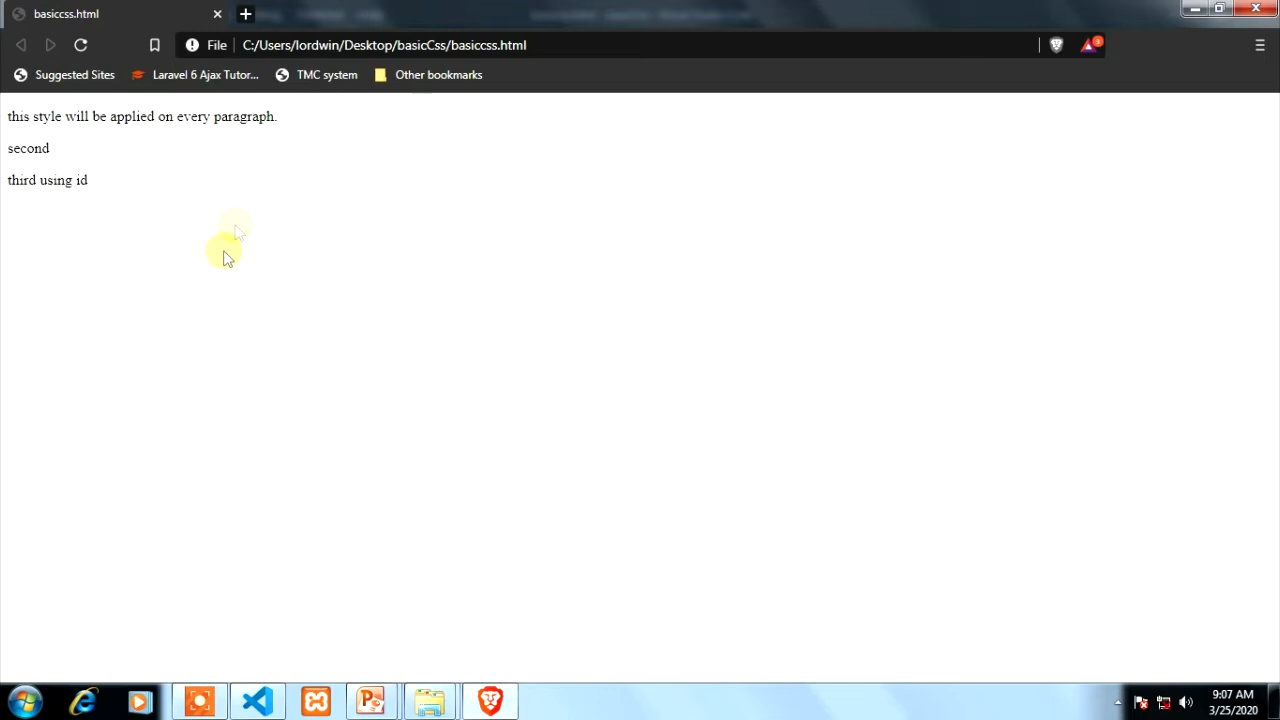 basiccss.html
File C:/Users/lordwin/Desktop/basicCss/basiccss.html
3
Suggested Sites Laravel 6 Ajax Tutor... TMC system Other bookmarks
this style will be applied on every paragraph.
second
third using id
9:07 AM
3/25/2020